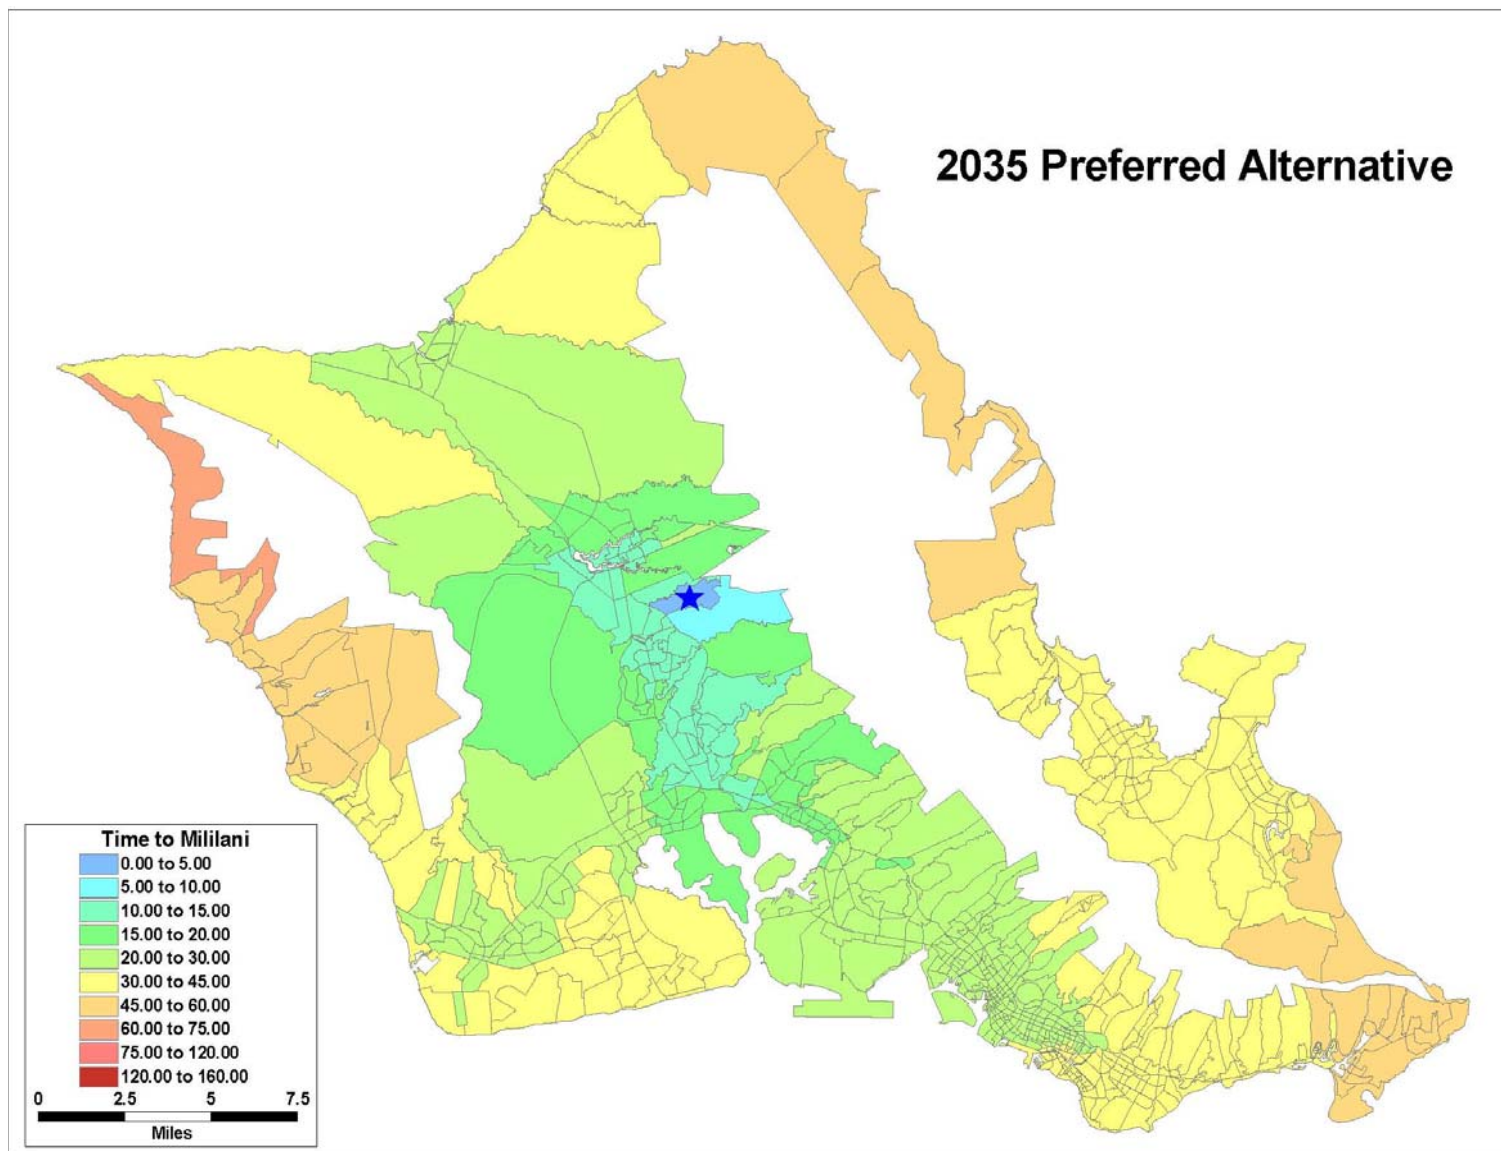 2035 Preferred Alternative
Time to Mililani
0.00 to 5.00
5.00 to 10.00
10.00 to 15.00
15.00 to 20.00
20.00 to 30.00
30.00 to 45.00
45.00 to 60.00
60.00 to 75.00
75.00 to 120.00
120.00 to 160.00
0 2.5 5 7.5
Miles